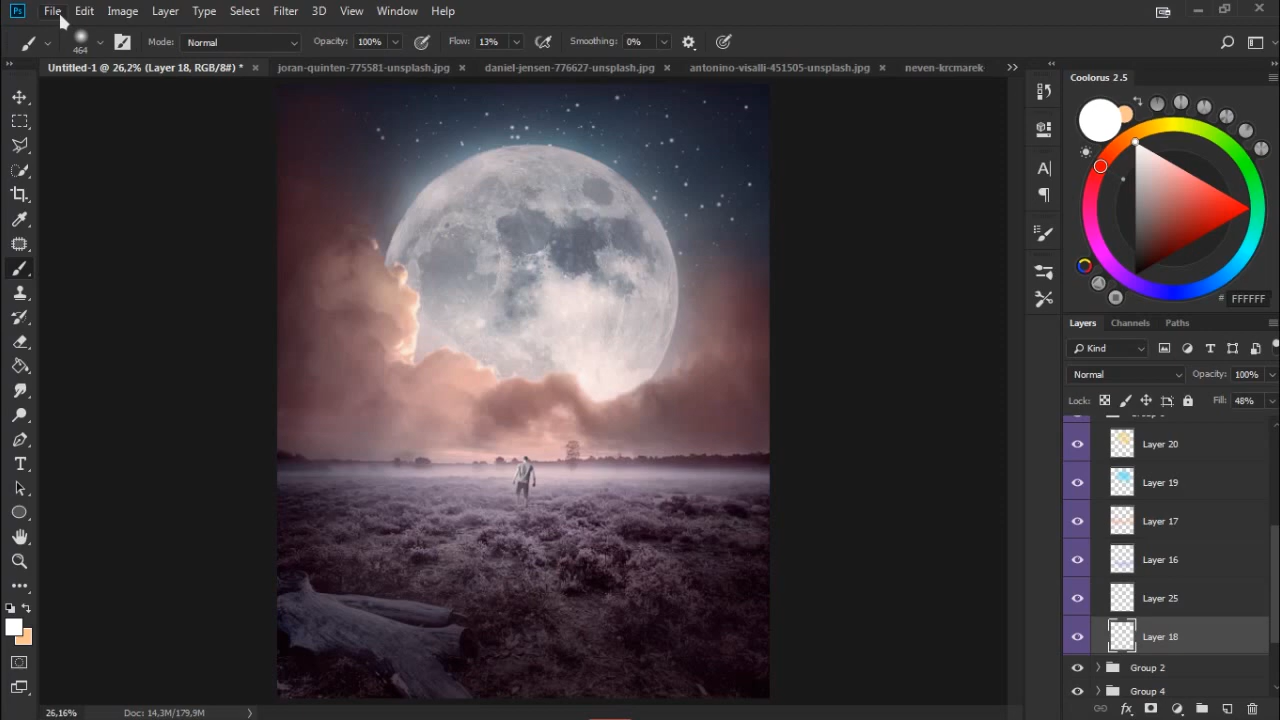 Ps File Edit Image Layer Type Select Filter 3D View Window Help
464 Mode: Normal Opacity: 100% Flow: 13% Smoothing: 0%
Untitled-1 @ 26,2% (Layer 18, RGB/8#) * joran-quinten-775581-unsplash.jpg daniel-jensen-776627-unsplash.jpg antonino-visalli-451505-unsplash.jpg neven-krcmarek
Coolorus 2.5
# FFFFFF
Layers Channels Paths
Kind
Normal Opacity: 100%
Lock: Fill: 48%
Layer 20
Layer 19
Layer 17
Layer 16
Layer 25
Layer 18
Group 2
Group 4
26,16% Doc: 14,3M/179,9M